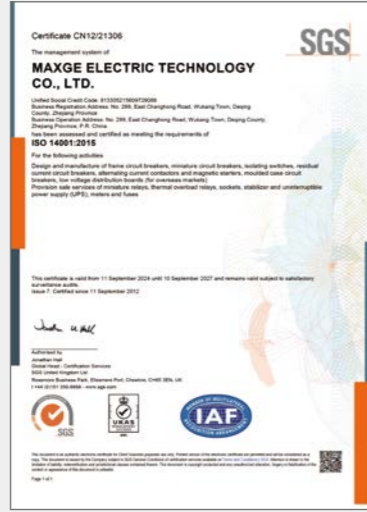 Certificate CN12/21306
SGS
The management system of
MAXGE ELECTRIC TECHNOLOGY
CO., LTD.
Unified Social Credit Code:
Business Registration Address: No. 299, East Changhong Road, Wukang Town, Deqing
County, Zhejiang Province
Business Operation Address: No. 299, East Changhong Road, Wukang Town, Deqing County,
Zhejiang Province, P.R. China
has been assessed and certified as meeting the requirements of
ISO 14001:2015
For the following activities
Design and manufacture of frame circuit breakers, miniature circuit breakers, isolating switches, residual
current circuit breakers, alternating current contactors and magnetic starters, moulded case circuit
breakers, low voltage distribution boards (for overseas markets)
Provision sale services of miniature relays, thermal overload relays, sockets, stabilizer and uninterruptible
power supply (UPS), meters and fuses
This certificate is valid from 11 September 2024 until 10 September 2027 and remains valid subject to satisfactory
surveillance audits.
Issue 7. Certified since 11 September 2012
Authorised by
Jonathan Hall
Global Head - Certification Services
SGS United Kingdom Ltd
Rossmore Business Park, Ellesmere Port, Cheshire, CH65 3EN, UK
www.sgs.com
SGS
UKAS
IAF
Page 1 of 1